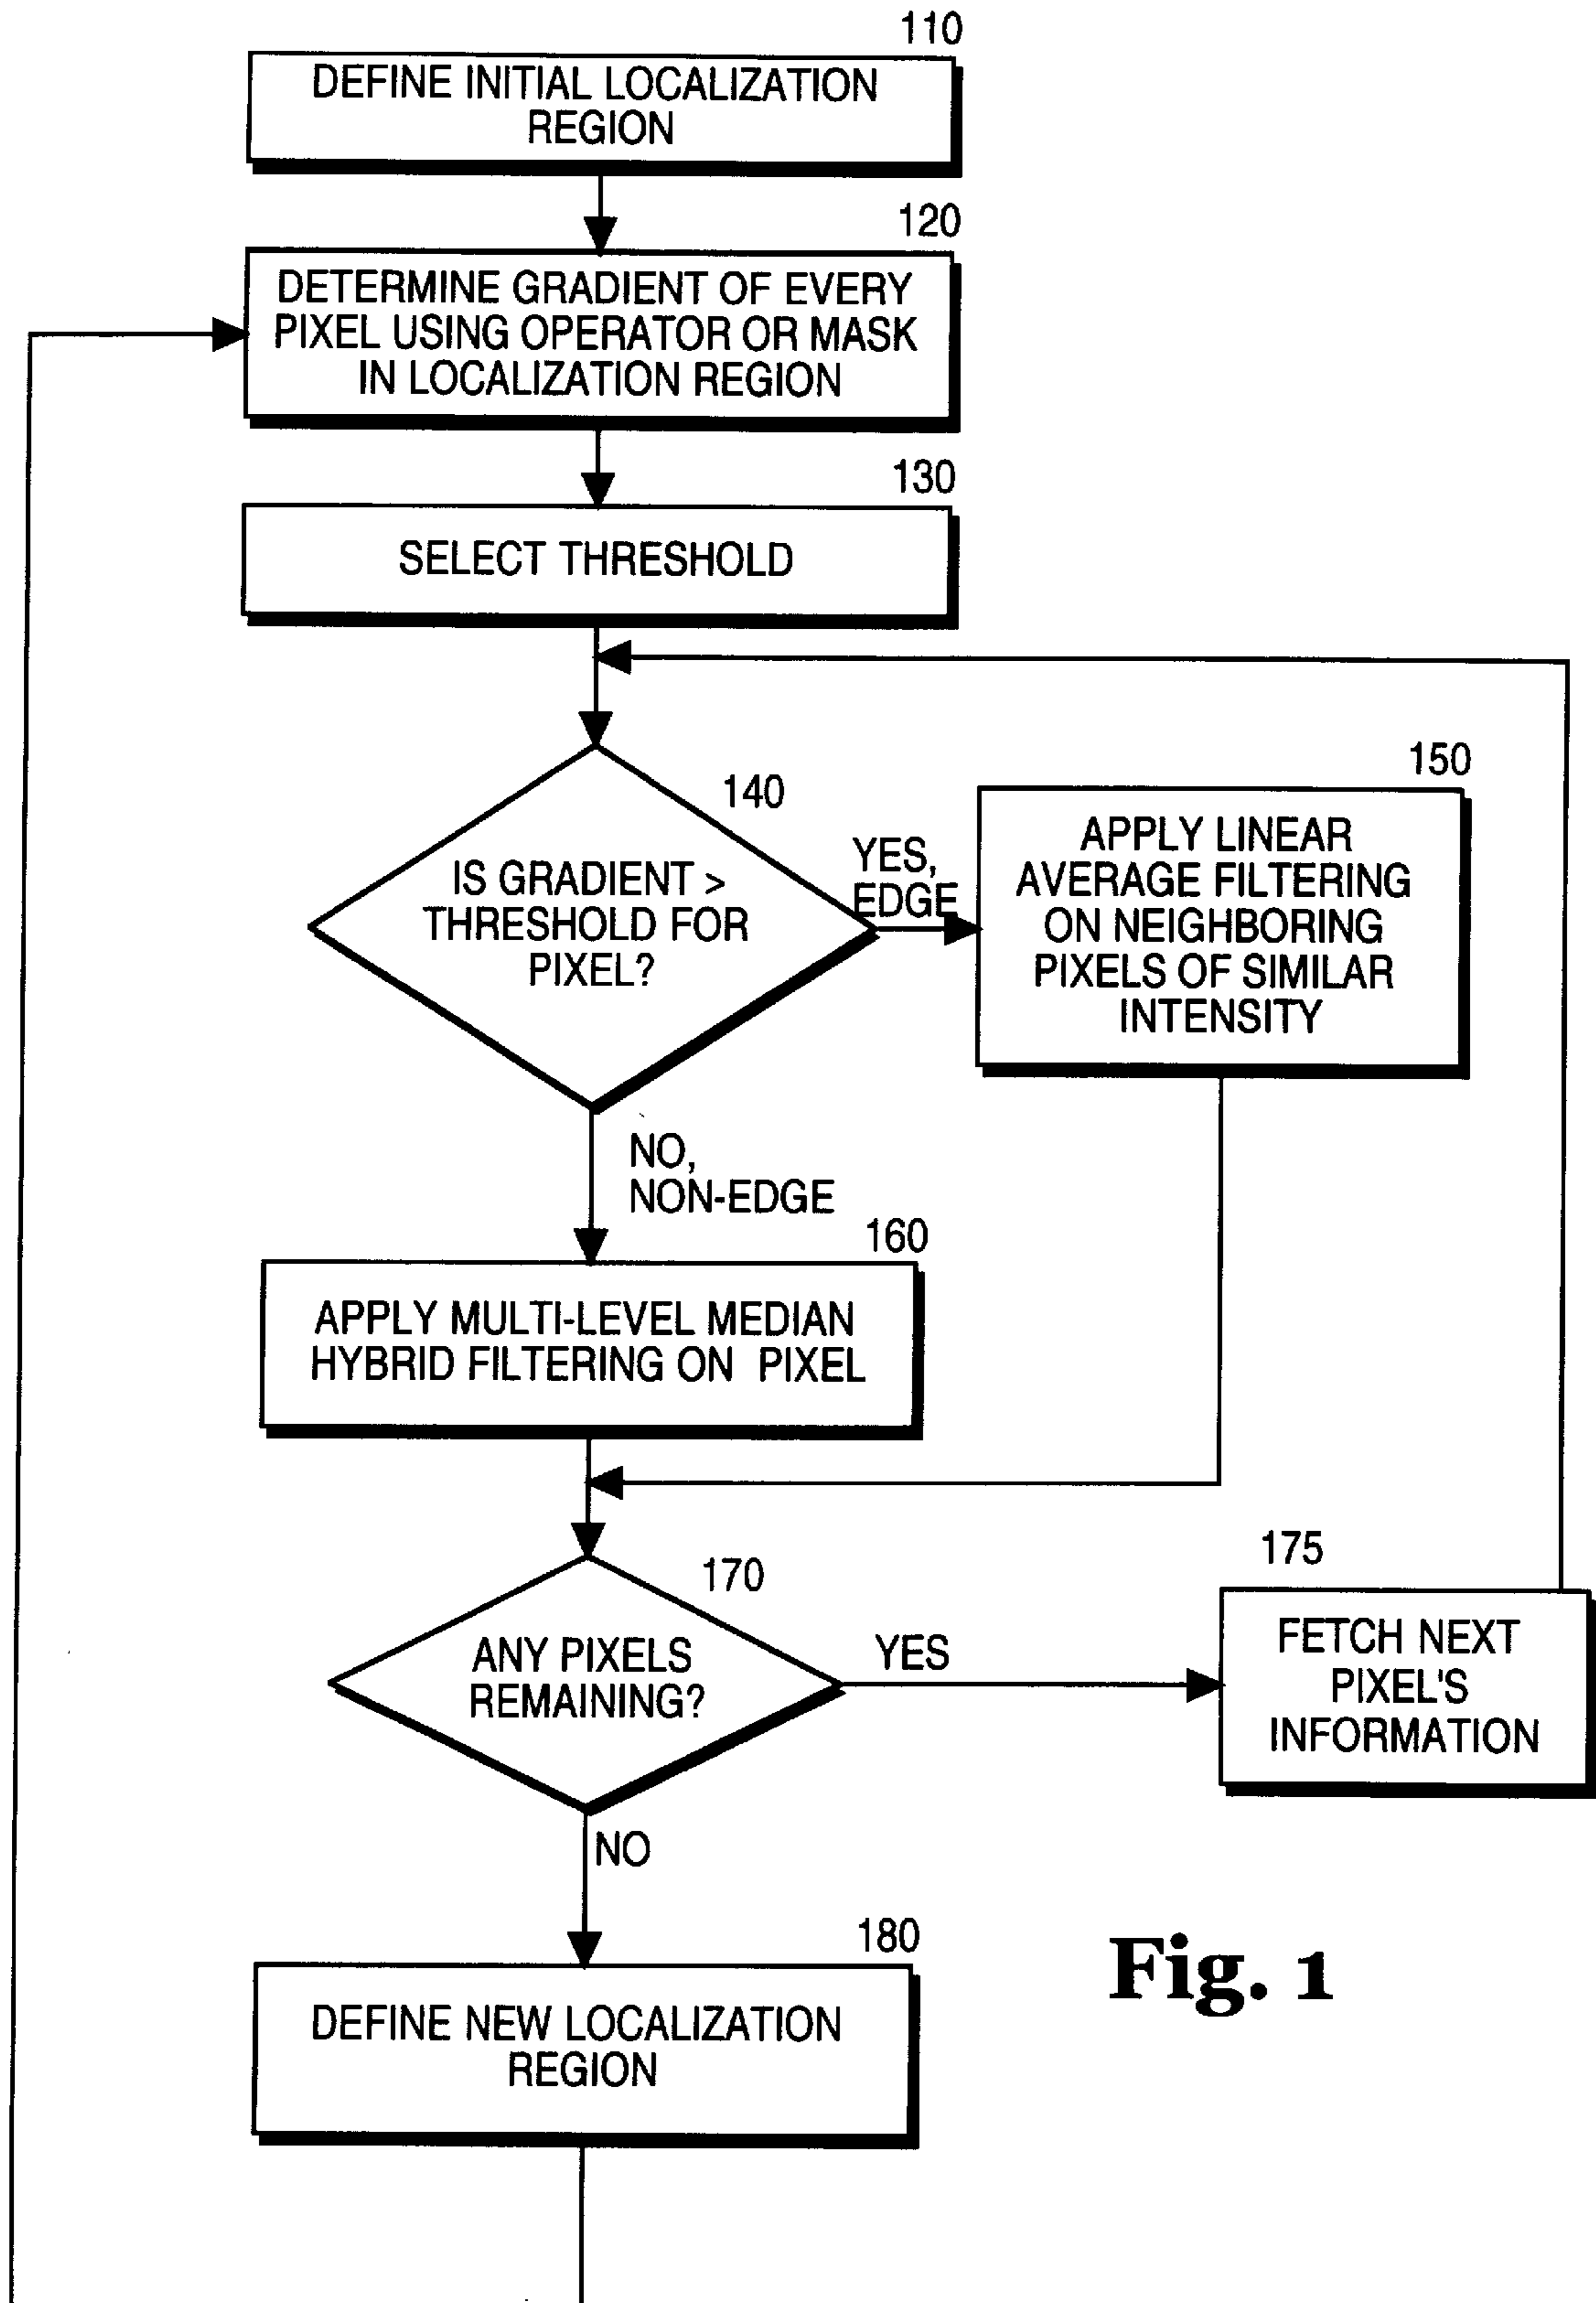 110
DEFINE INITIAL LOCALIZATION
REGION
120
DETERMINE GRADIENT OF EVERY
PIXEL USING OPERATOR OR MASK
IN LOCALIZATION REGION
130
SELECT THRESHOLD
140
IS GRADIENT >
THRESHOLD FOR
PIXEL?
YES,
EDGE
150
APPLY LINEAR
AVERAGE FILTERING
ON NEIGHBORING
PIXELS OF SIMILAR
INTENSITY
NO,
NON-EDGE
160
APPLY MULTI-LEVEL MEDIAN
HYBRID FILTERING ON PIXEL
170
ANY PIXELS
REMAINING?
YES
175
FETCH NEXT
PIXEL'S
INFORMATION
NO
180
DEFINE NEW LOCALIZATION
REGION
Fig. 1